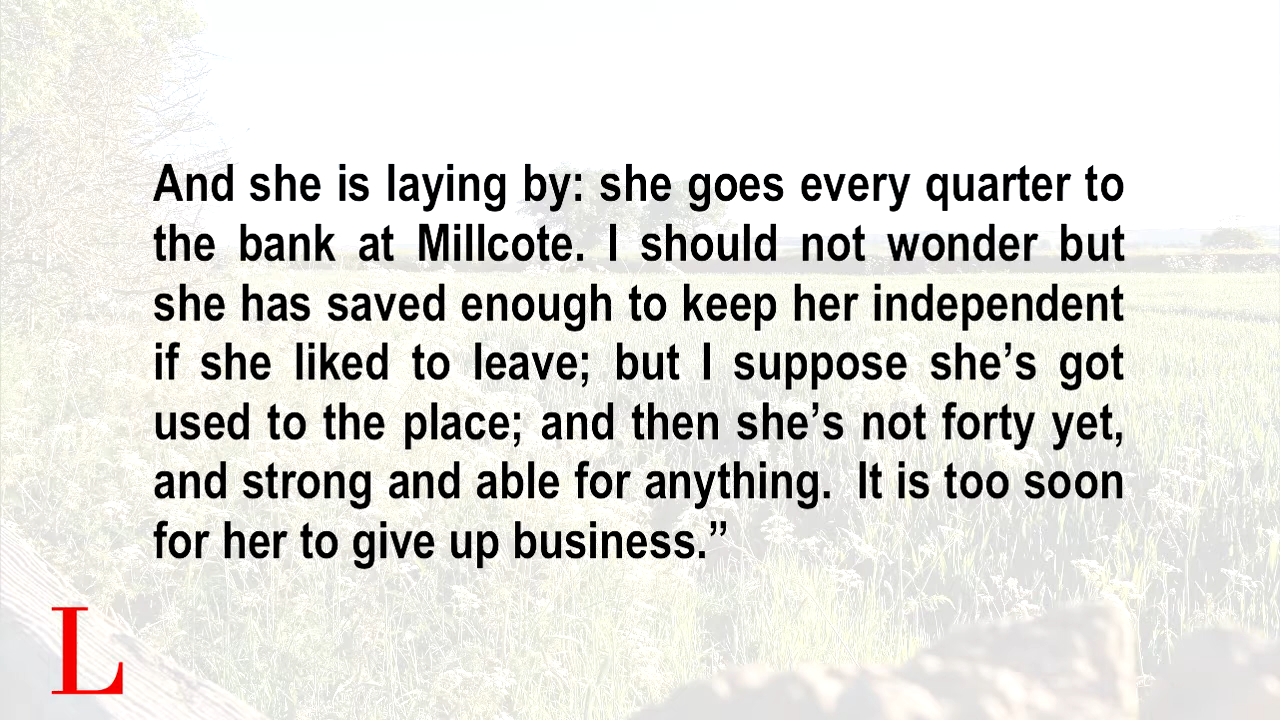 And she is laying by: she goes every quarter to
the bank at Millcote. I should not wonder but
she has saved enough to keep her independent
if she liked to leave; but I suppose she’s got
used to the place; and then she’s not forty yet,
and strong and able for anything.  It is too soon
for her to give up business.”
L